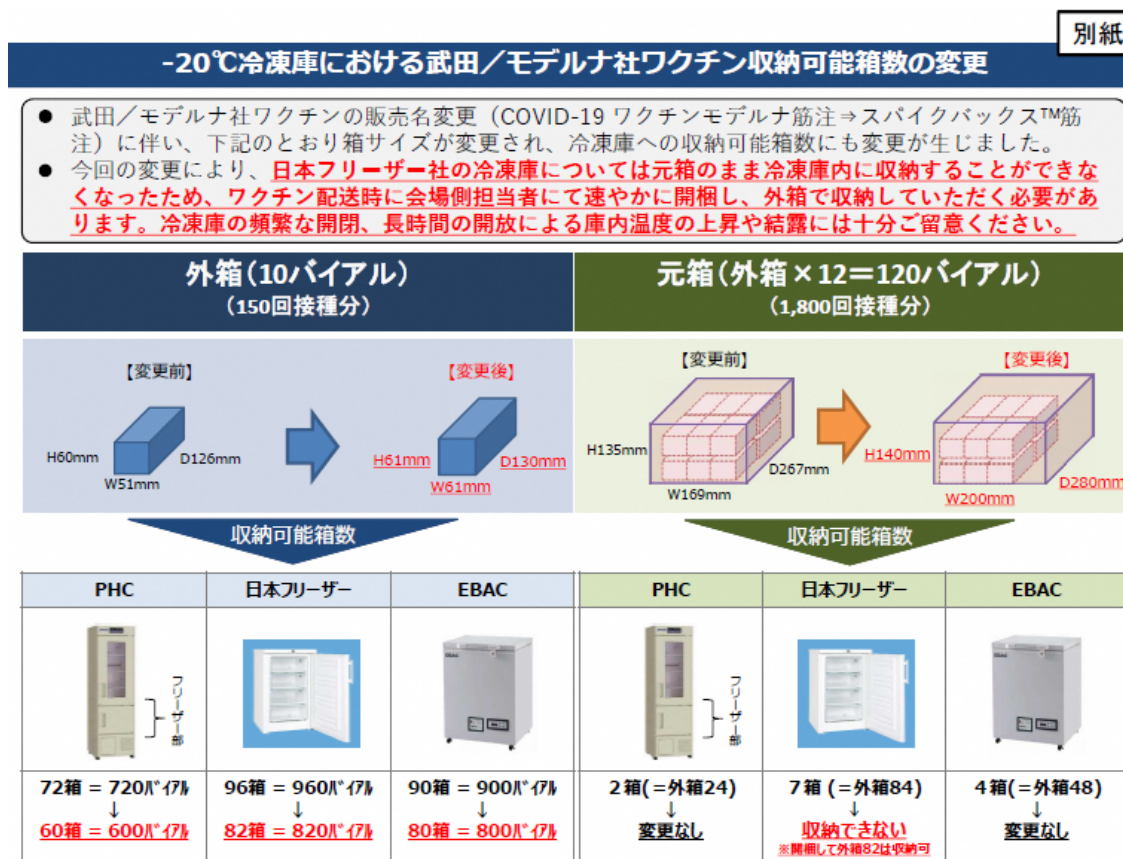 別紙
-20℃冷凍庫における武田／モデルナ社ワクチン収納可能箱数の変更
● 武田／モデルナ社ワクチンの販売名変更（COVID-19 ワクチンモデルナ筋注⇒スパイクバックス™筋
注）に伴い、下記のとおり箱サイズが変更され、冷凍庫への収納可能箱数にも変更が生じました。
● 今回の変更により、日本フリーザー社の冷凍庫については元箱のまま冷凍庫内に収納することができな
くなったため、ワクチン配送時に会場側担当者にて速やかに開梱し、外箱で収納していただく必要があ
ります。冷凍庫の頻繁な開閉、長時間の開放による庫内温度の上昇や結露には十分ご留意ください。
外箱（10バイアル）
（150回接種分）
元箱（外箱×12＝120バイアル）
（1,800回接種分）
【変更前】
【変更後】
H60mm
D126mm
W51mm
H61mm
D130mm
W61mm
【変更前】
【変更後】
H135mm
D267mm
W169mm
H140mm
D280mm
W200mm
収納可能箱数
収納可能箱数
PHC
日本フリーザー
EBAC
PHC
日本フリーザー
EBAC
フリーザー部
フリーザー部
72箱 = 720バイアル
↓
60箱 = 600バイアル
96箱 = 960バイアル
↓
82箱 = 820バイアル
90箱 = 900バイアル
↓
80箱 = 800バイアル
2箱(=外箱24)
↓
変更なし
7箱 (=外箱84)
↓
収納できない
※開梱して外箱82は収納可
4箱(=外箱48)
↓
変更なし